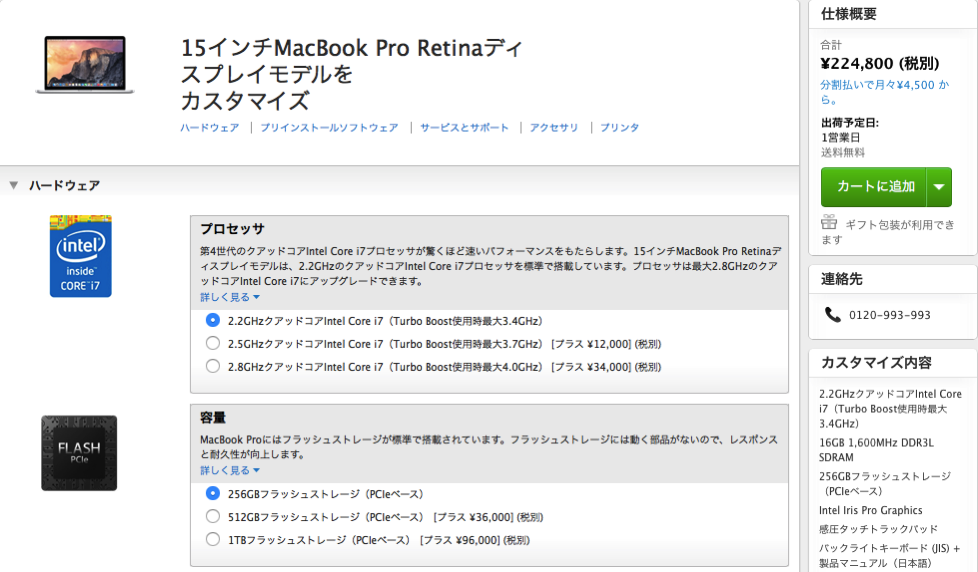 15インチMacBook Pro Retinaディ
スプレイモデルを
カスタマイズ
ハードウェア | プリインストールソフトウェア | サービスとサポート | アクセサリ | プリンタ
▼ ハードウェア
intel
inside™
CORE™ i7
プロセッサ
第4世代のクアッドコアIntel Core i7プロセッサが驚くほど速いパフォーマンスをもたらします。15インチMacBook Pro Retinaデ
ィスプレイモデルは、2.2GHzのクアッドコアIntel Core i7プロセッサを標準で搭載しています。プロセッサは最大2.8GHzのクア
ッドコアIntel Core i7にアップグレードできます。
詳しく見る ▼
2.2GHzクアッドコアIntel Core i7（Turbo Boost使用時最大3.4GHz）
2.5GHzクアッドコアIntel Core i7（Turbo Boost使用時最大3.7GHz） [プラス ¥12,000] (税別)
2.8GHzクアッドコアIntel Core i7（Turbo Boost使用時最大4.0GHz） [プラス ¥34,000] (税別)
FLASH
PCIe
容量
MacBook Proにはフラッシュストレージが標準で搭載されています。フラッシュストレージには動く部品がないので、レスポンス
と耐久性が向上します。
詳しく見る ▼
256GBフラッシュストレージ（PCIeベース）
512GBフラッシュストレージ（PCIeベース） [プラス ¥36,000] (税別)
1TBフラッシュストレージ（PCIeベース） [プラス ¥96,000] (税別)
仕様概要
合計
¥224,800 (税別)
分割払いで月々¥4,500 か
ら。
出荷予定日:
1営業日
送料無料
カートに追加
ギフト包装が利用でき
ます
連絡先
0120-993-993
カスタマイズ内容
2.2GHzクアッドコアIntel Core
i7（Turbo Boost使用時最大
3.4GHz）
16GB 1,600MHz DDR3L
SDRAM
256GBフラッシュストレージ
（PCIeベース）
Intel Iris Pro Graphics
感圧タッチトラックパッド
バックライトキーボード (JIS) +
製品マニュアル（日本語）